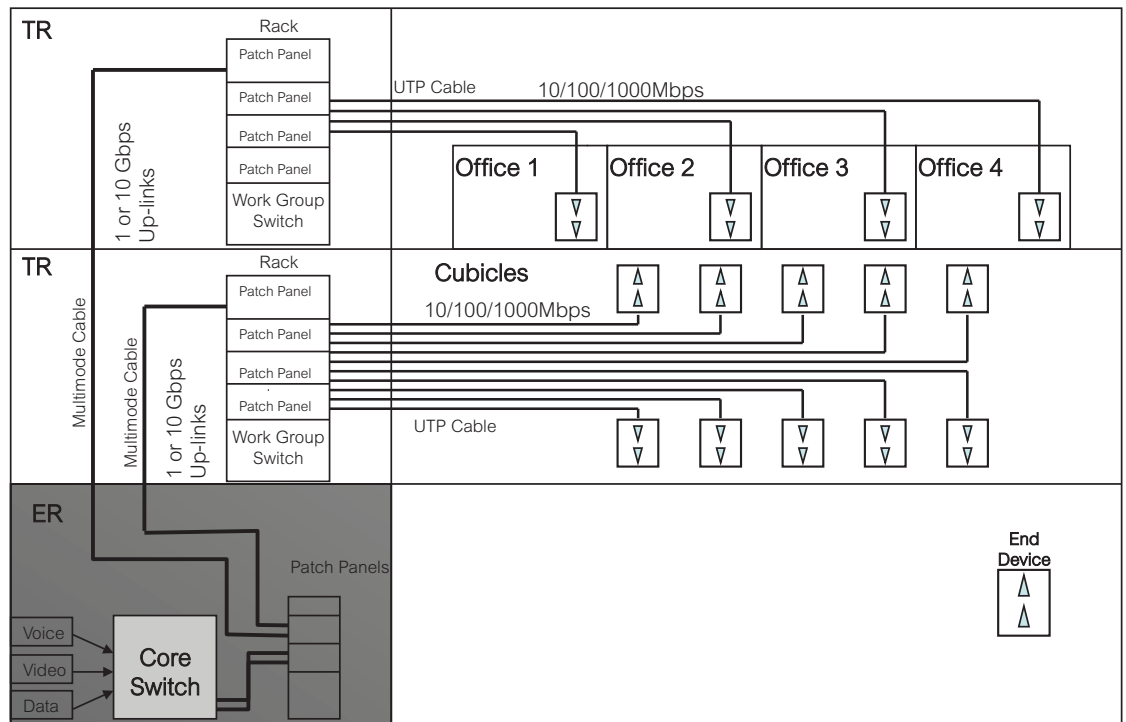 TR
Rack
Patch Panel
Patch Panel
Patch Panel
Patch Panel
Work Group
Switch
1 or 10 Gbps
Up-links
UTP Cable
10/100/1000Mbps
Office 1
Office 2
Office 3
Office 4
TR
Rack
Patch Panel
Patch Panel
Patch Panel
Patch Panel
Work Group
Switch
Multimode Cable
Multimode Cable
1 or 10 Gbps
Up-links
Cubicles
10/100/1000Mbps
UTP Cable
ER
Patch Panels
Voice
Video
Data
Core
Switch
End
Device